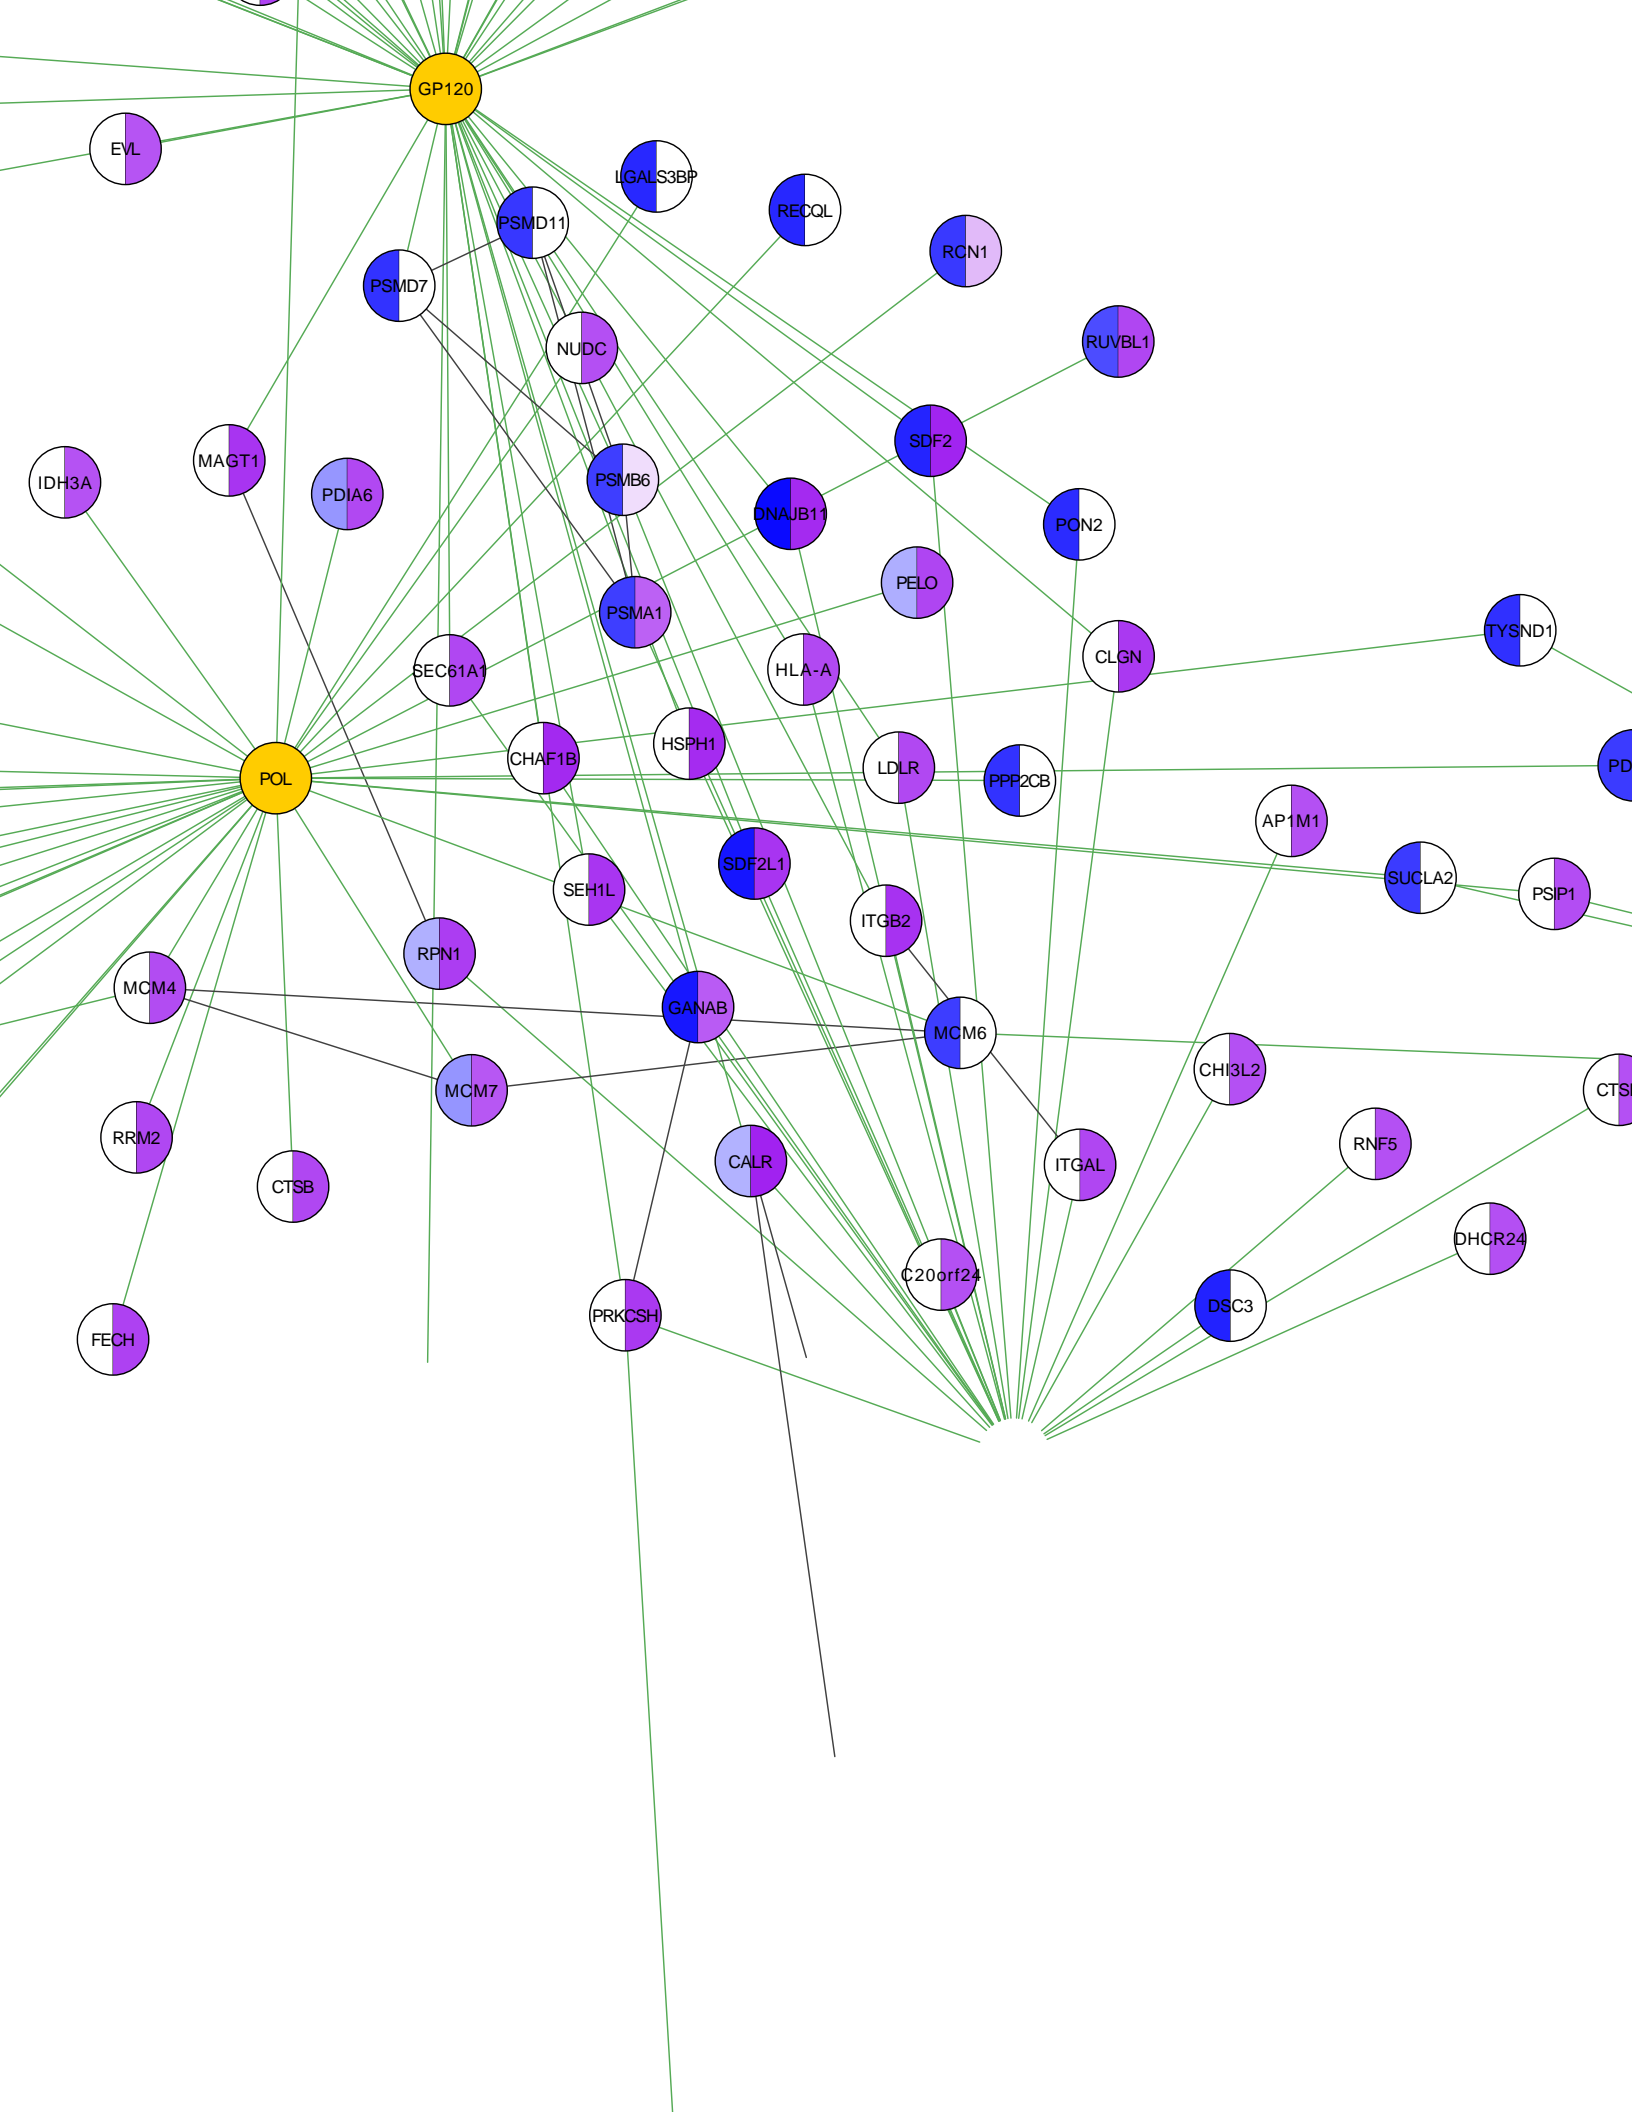 GP120
EVL
LGALS3BP
RECQL
PSMD11
RCN1
PSMD7
RUVBL1
NUDC
SDF2
MAGT1
IDH3A
PDIA6
PSMB6
DNAJB11
PON2
PELO
PSMA1
TYSND1
CLGN
HLA-A
SEC61A1
HSPH1
CHAF1B
LDLR
POL
PPP2CB
PD
AP1M1
SDF2L1
SUCLA2
SEH1L
PSIP1
ITGB2
RPN1
MCM4
GANAB
MCM6
CHI3L2
MCM7
CTS
RRM2
RNF5
CALR
ITGAL
CTSB
DHCR24
C20orf24
DSC3
PRKCSH
FECH